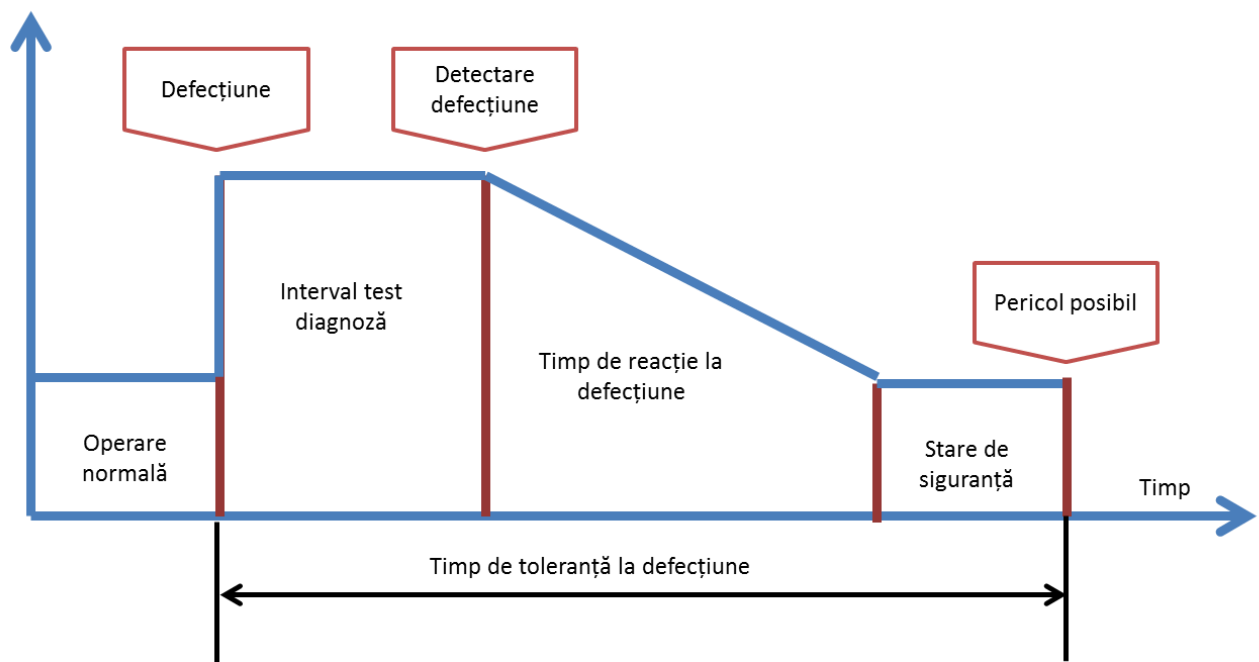 Defecțiune
Detectare
defecțiune
Interval test
diagnoză
Pericol posibil
Timp de reacție la
defecțiune
Operare
normală
Stare de
siguranță
Timp
Timp de toleranță la defecțiune